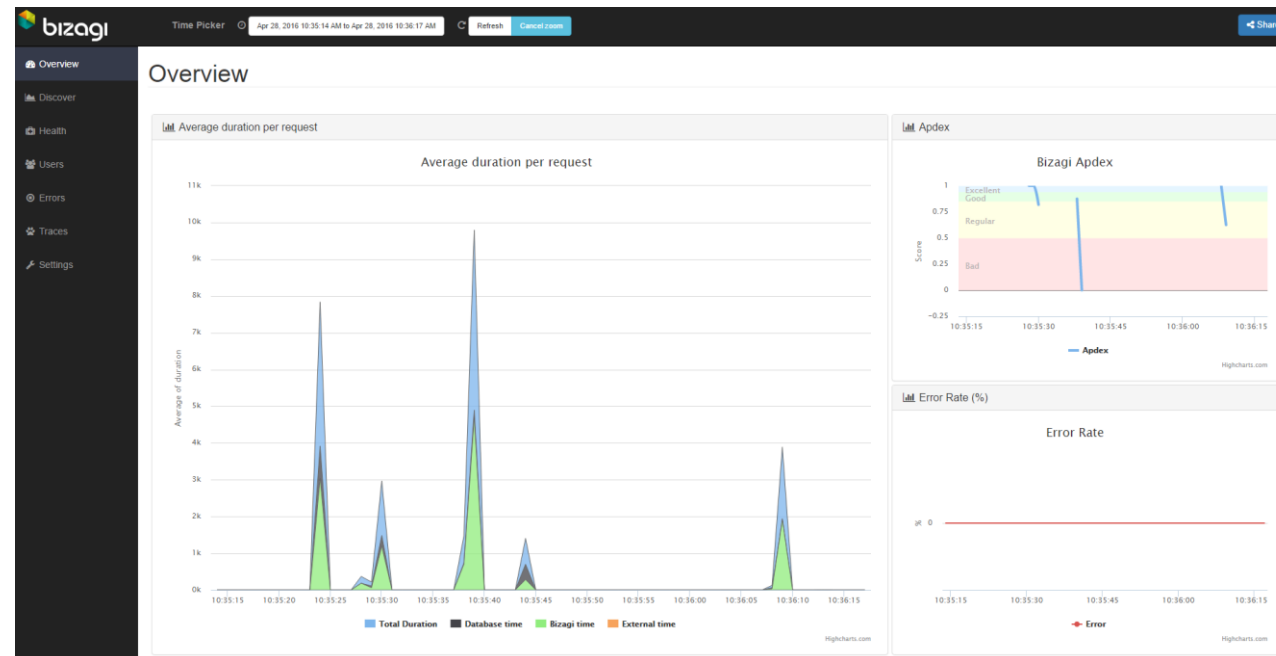 bizagi
Time Picker Apr 28, 2016 10:35:14 AM to Apr 28, 2016 10:36:17 AM Refresh Cancel zoom Share
Overview
Discover
Health
Users
Errors
Traces
Settings
Overview
Average duration per request
Average duration per request
11k
10k
9k
8k
7k
6k
5k
4k
3k
2k
1k
0k
Average of duration
10:35:15 10:35:20 10:35:25 10:35:30 10:35:35 10:35:40 10:35:45 10:35:50 10:35:55 10:36:00 10:36:05 10:36:10 10:36:15
Total Duration Database time Bizagi time External time
Highcharts.com
Apdex
Bizagi Apdex
1
0.75
0.5
0.25
0
-0.25
Score
Excellent
Good
Regular
Bad
10:35:15 10:35:30 10:35:45 10:36:00 10:36:15
Apdex
Highcharts.com
Error Rate (%)
Error Rate
% 0
10:35:15 10:35:30 10:35:45 10:36:00 10:36:15
Error
Highcharts.com